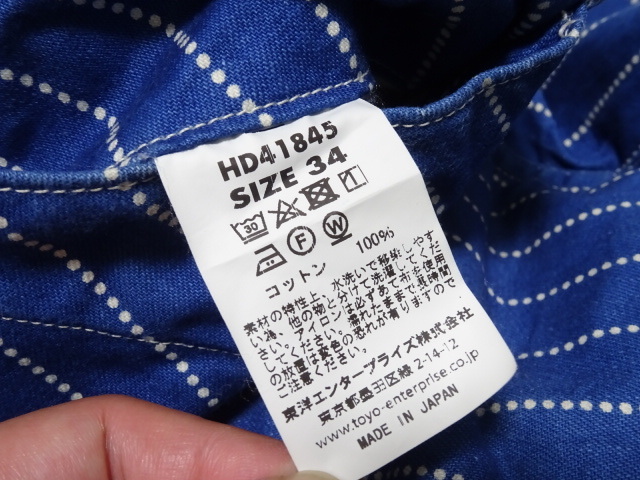 HD41845
SIZE 34
30
F W
コットン 100%
素材の特性上、水洗いで移染しやす
い為、他の物と分けて洗濯してくだ
さい。アイロンは必ずあて布を使用
してください。濡れたまま長時間
の放置は変色の恐れが有りますので
ご注意ください。
東洋エンタープライズ株式会社
東京都墨田区緑2-14-12
www.toyo-enterprise.co.jp
MADE IN JAPAN